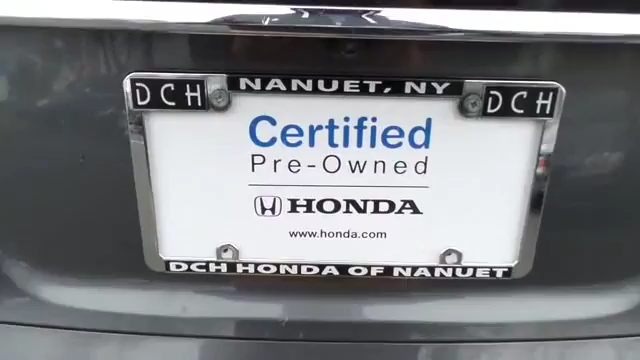 NANUET, NY
DCH DCH
Certified
Pre-Owned
HONDA
www.honda.com
DCH HONDA OF NANUET